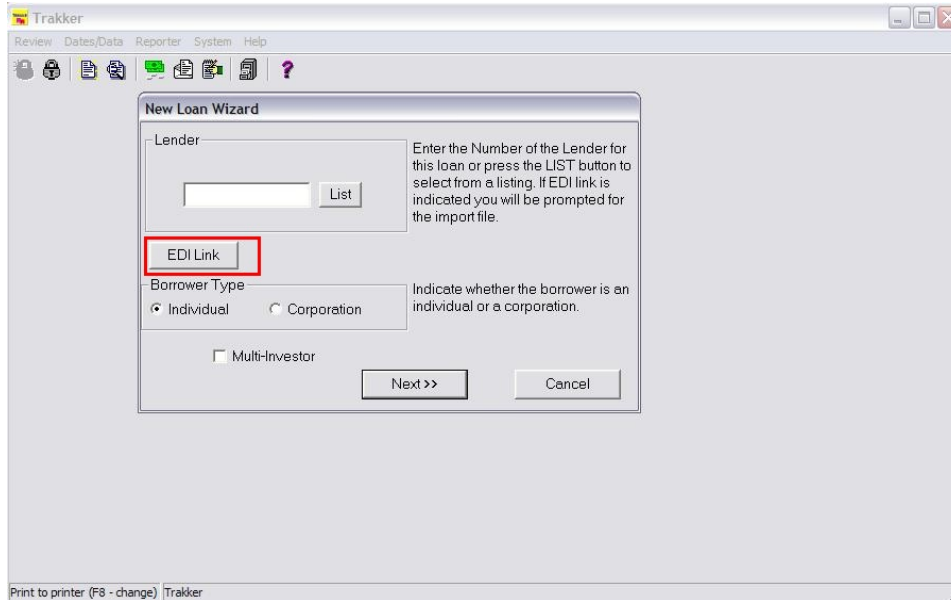 Trakker
Review Dates/Data Reporter System Help
New Loan Wizard
Lender
List
Enter the Number of the Lender for
this loan or press the LIST button to
select from a listing. If EDI link is
indicated you will be prompted for
the import file.
EDI Link
Borrower Type
Individual
Corporation
Indicate whether the borrower is an
individual or a corporation.
Multi-Investor
Next >>
Cancel
Print to printer (F8 - change) Trakker